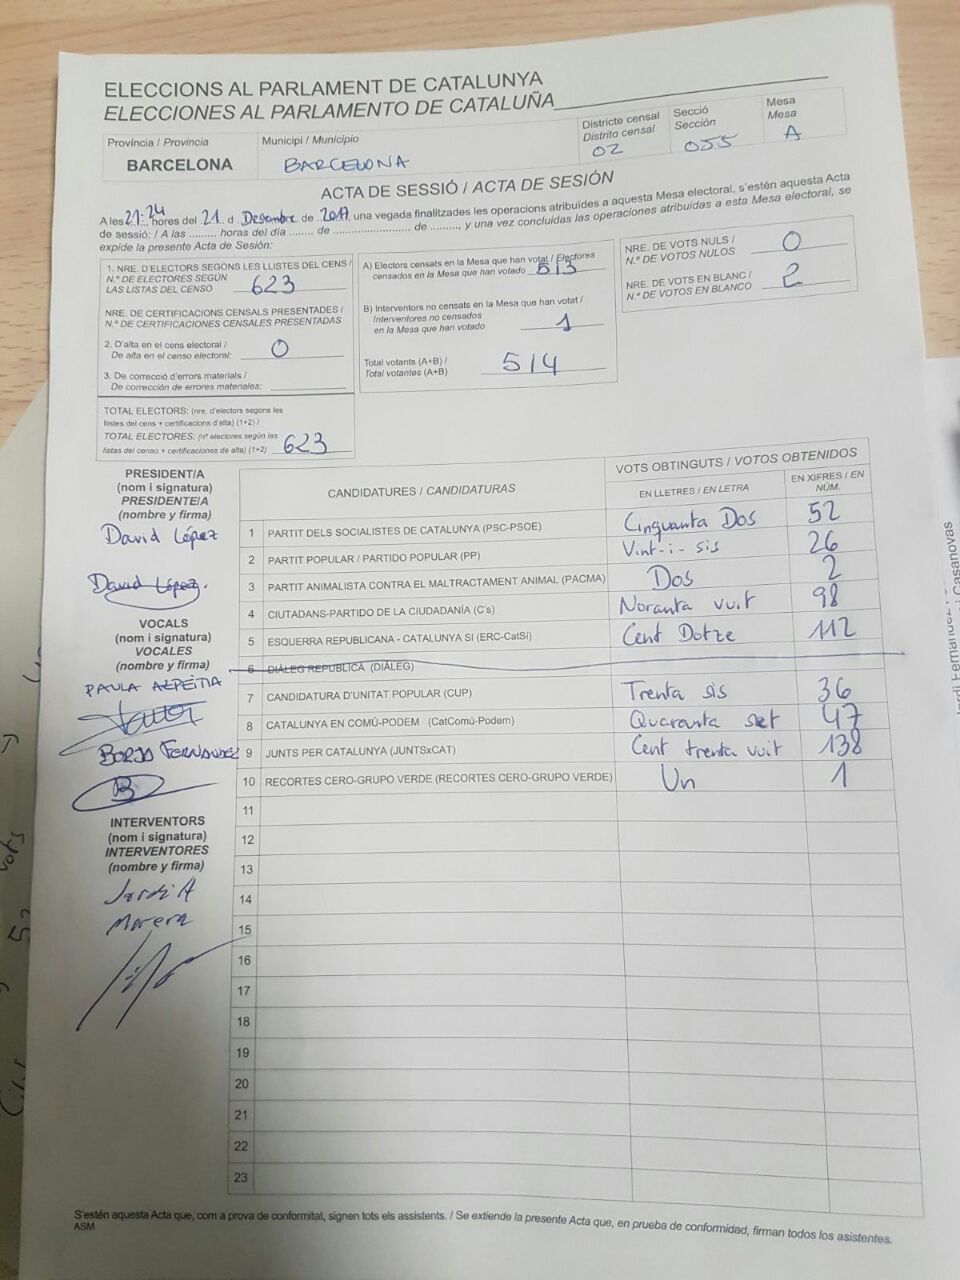 ELECCIONS AL PARLAMENT DE CATALUNYA
ELECCIONES AL PARLAMENTO DE CATALUÑA
Província / Provincia
BARCELONA
Municipi / Municipio
BARCELONA
Districte censal
Distrito censal
02
Secció
Sección
055
Mesa
Mesa
A
ACTA DE SESSIÓ / ACTA DE SESIÓN
A les 21:24 hores del 21 d Desembre de 2017, una vegada finalitzades les operacions atribuïdes a aquesta Mesa electoral, s'estén aquesta Acta
de sessió: / A las ......... horas del día ........ de ........................... de ........., y una vez concluidas las operaciones atribuidas a esta Mesa electoral, se
expide la presente Acta de Sesión:
1. NRE. D'ELECTORS SEGONS LES LLISTES DEL CENS /
N.º DE ELECTORES SEGÚN
LAS LISTAS DEL CENSO 623
NRE. DE CERTIFICACIONS CENSALS PRESENTADES /
N.º DE CERTIFICACIONES CENSALES PRESENTADAS
2. D'alta en el cens electoral /
De alta en el censo electoral: 0
3. De correcció d'errors materials /
De corrección de errores materiales:
TOTAL ELECTORS: (nre. d'electors segons les
llistes del cens + certificacions d'alta) (1+2) /
TOTAL ELECTORES: (nº electores según las
listas del censo + certificaciones de alta) (1+2) 623
A) Electors censats en la Mesa que han votat / Electores
censados en la Mesa que han votado 513
B) Interventors no censats en la Mesa que han votat /
Interventores no censados
en la Mesa que han votado 1
Total votants (A+B) /
Total votantes (A+B) 514
NRE. DE VOTS NULS /
N.º DE VOTOS NULOS 0
NRE. DE VOTS EN BLANC /
N.º DE VOTOS EN BLANCO 2
PRESIDENT/A
(nom i signatura)
PRESIDENTE/A
(nombre y firma)
David López
David López.
VOCALS
(nom i signatura)
VOCALES
(nombre y firma)
PAULA AZPEITIA
BORJA FERNANDEZ
B
INTERVENTORS
(nom i signatura)
INTERVENTORES
(nombre y firma)
Jordi A
Morera
CANDIDATURES / CANDIDATURAS
VOTS OBTINGUTS / VOTOS OBTENIDOS
EN LLETRES / EN LETRA
EN XIFRES / EN
NÚM.
1 PARTIT DELS SOCIALISTES DE CATALUNYA (PSC-PSOE) Cinquanta Dos 52
2 PARTIT POPULAR / PARTIDO POPULAR (PP) Vint-i-sis 26
3 PARTIT ANIMALISTA CONTRA EL MALTRACTAMENT ANIMAL (PACMA) Dos 2
4 CIUTADANS-PARTIDO DE LA CIUDADANÍA (C's) Noranta vuit 98
5 ESQUERRA REPUBLICANA - CATALUNYA SI (ERC-CatSí) Cent Dotze 112
6 DIÀLEG REPUBLICÀ (DIÀLEG)
7 CANDIDATURA D'UNITAT POPULAR (CUP) Trenta sis 36
8 CATALUNYA EN COMÚ-PODEM (CatComú-Podem) Quaranta set 47
9 JUNTS PER CATALUNYA (JUNTSxCAT) Cent trenta vuit 138
10 RECORTES CERO-GRUPO VERDE (RECORTES CERO-GRUPO VERDE) Un 1
11
12
13
14
15
16
17
18
19
20
21
22
23
S'estén aquesta Acta que, com a prova de conformitat, signen tots els assistents. / Se extiende la presente Acta que, en prueba de conformidad, firman todos los asistentes.
ASM
vots
52
Casanovas